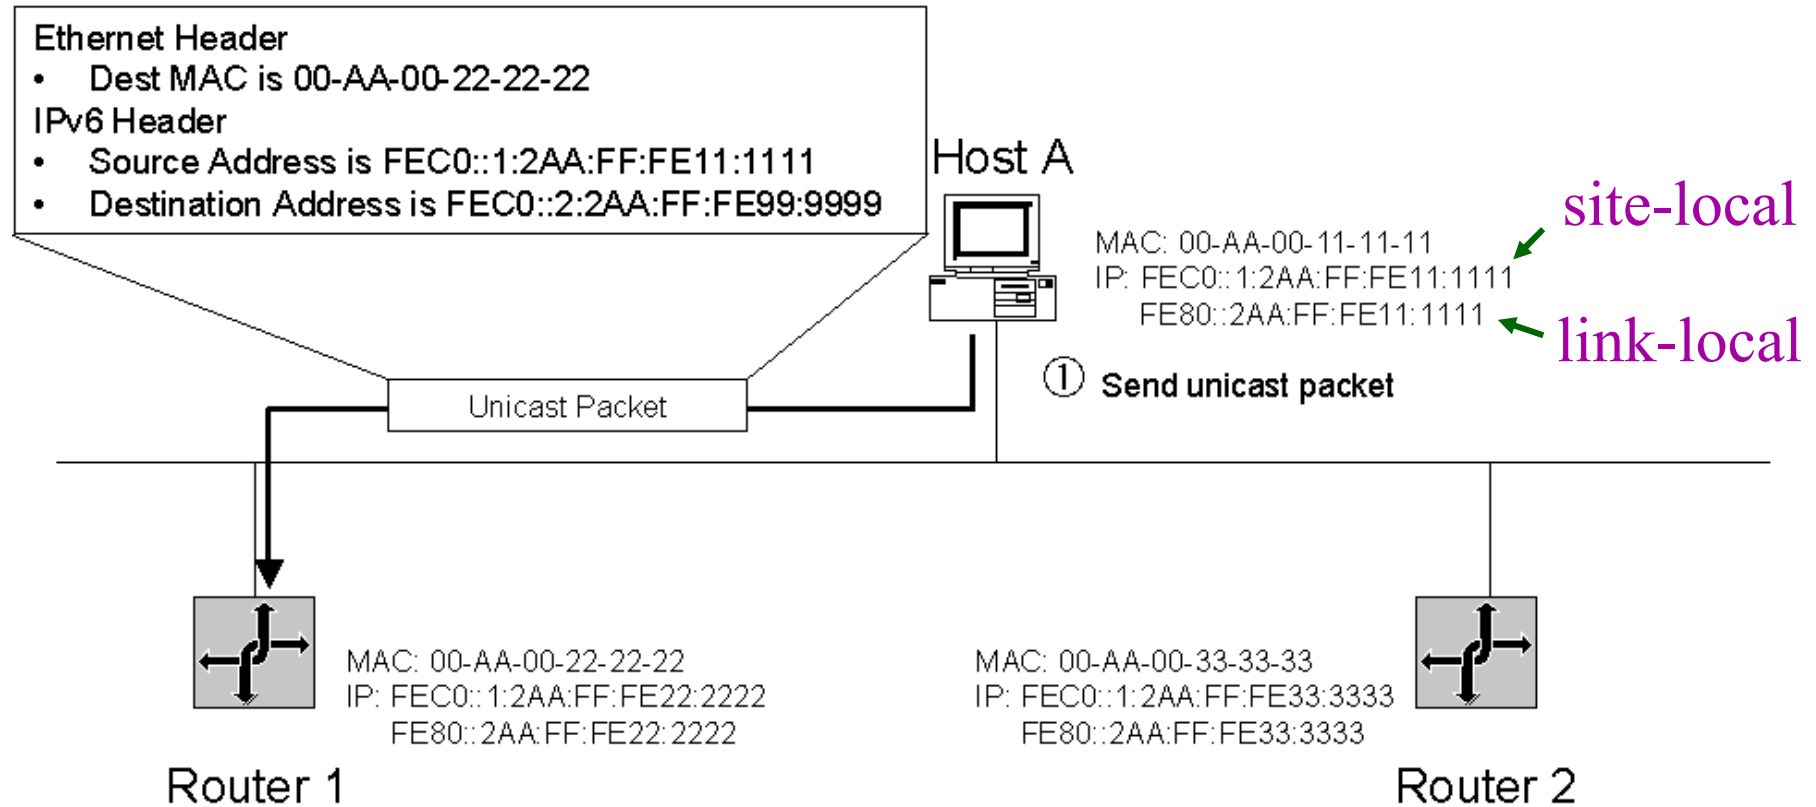 Ethernet Header
• Dest MAC is 00-AA-00-22-22-22
IPv6 Header
• Source Address is FEC0::1:2AA:FF:FE11:1111
• Destination Address is FEC0::2:2AA:FF:FE99:9999
Host A
MAC: 00-AA-00-11-11-11
IP: FEC0::1:2AA:FF:FE11:1111
FE80::2AA:FF:FE11:1111
site-local
link-local
① Send unicast packet
Unicast Packet
MAC: 00-AA-00-22-22-22
IP: FEC0::1:2AA:FF:FE22:2222
FE80::2AA:FF:FE22:2222
Router 1
MAC: 00-AA-00-33-33-33
IP: FEC0::1:2AA:FF:FE33:3333
FE80::2AA:FF:FE33:3333
Router 2